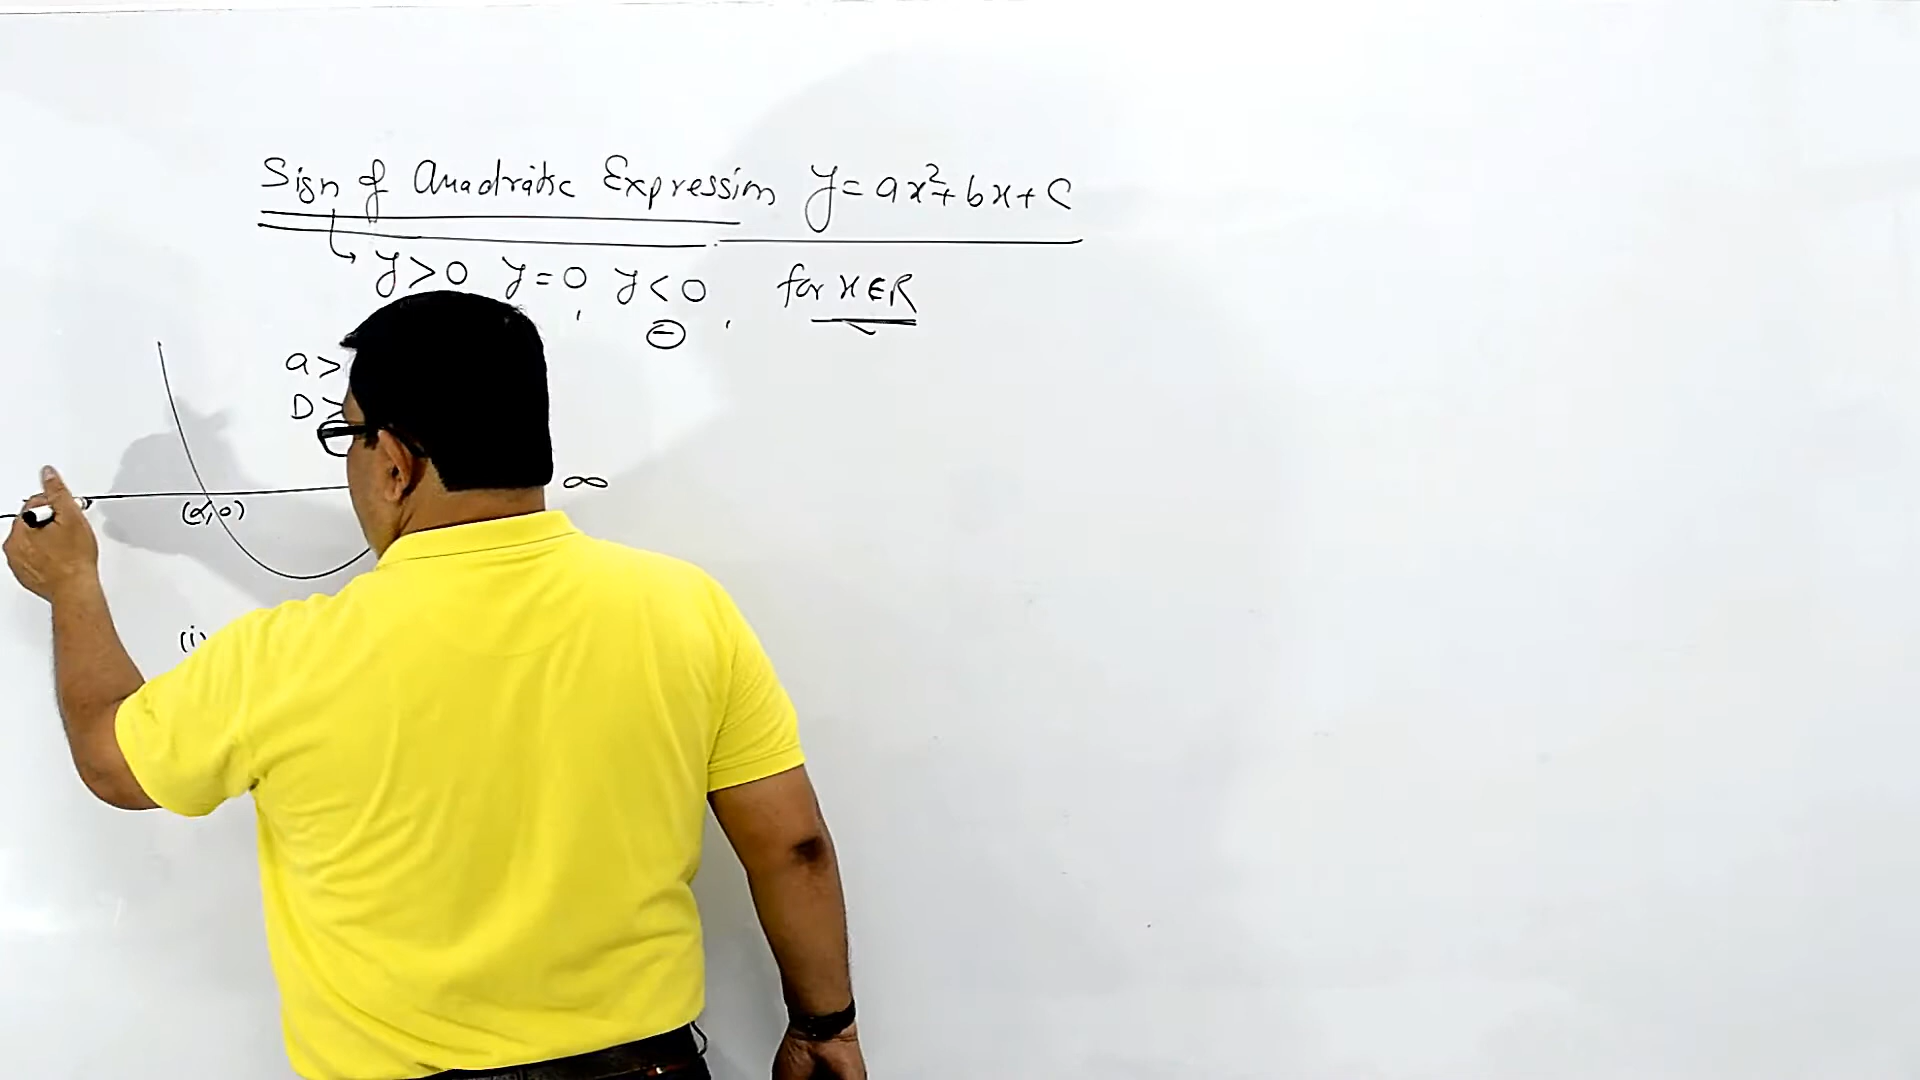 Sign of Quadratic Expression y = ax²+bx+c
y>0 y=0 y<0 for x∈R
⊖
a>
D>
∞
(α,0)
(i)